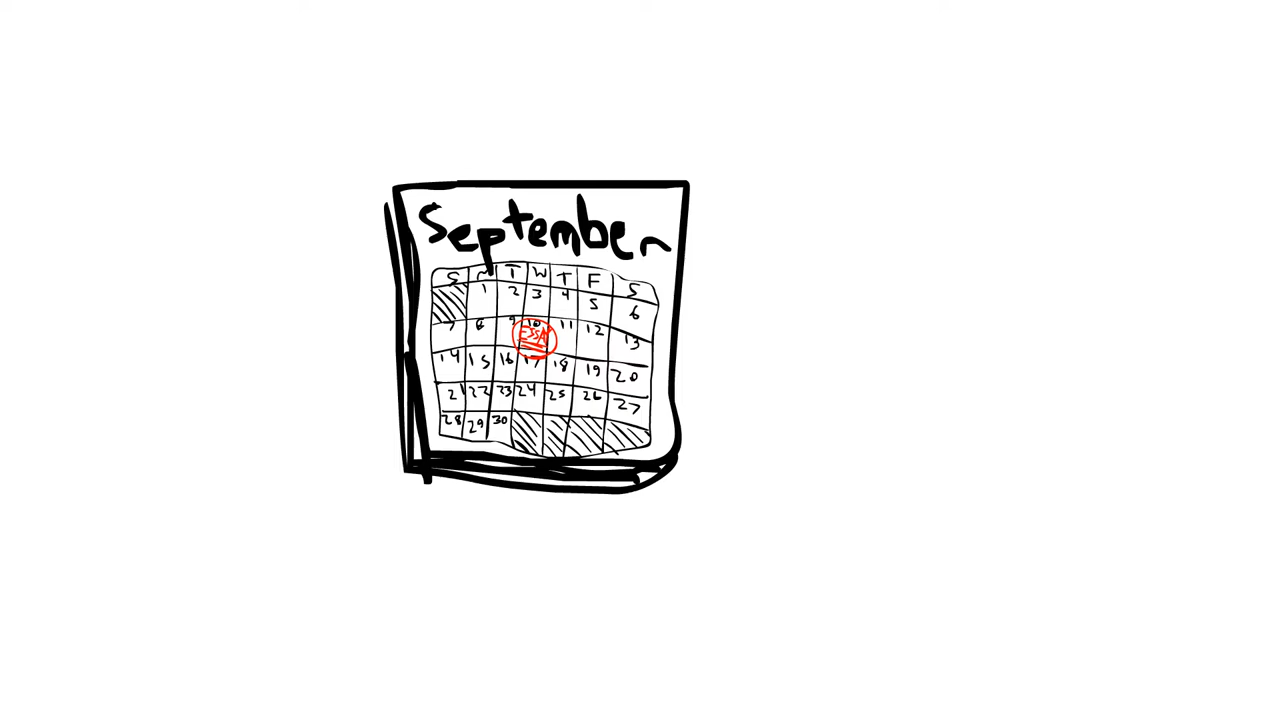 September
S M T W T F S
1 2 3 4 5 6
7 8 9 10 11 12 13
ESSAY
14 15 16 17 18 19 20
21 22 23 24 25 26 27
28 29 30